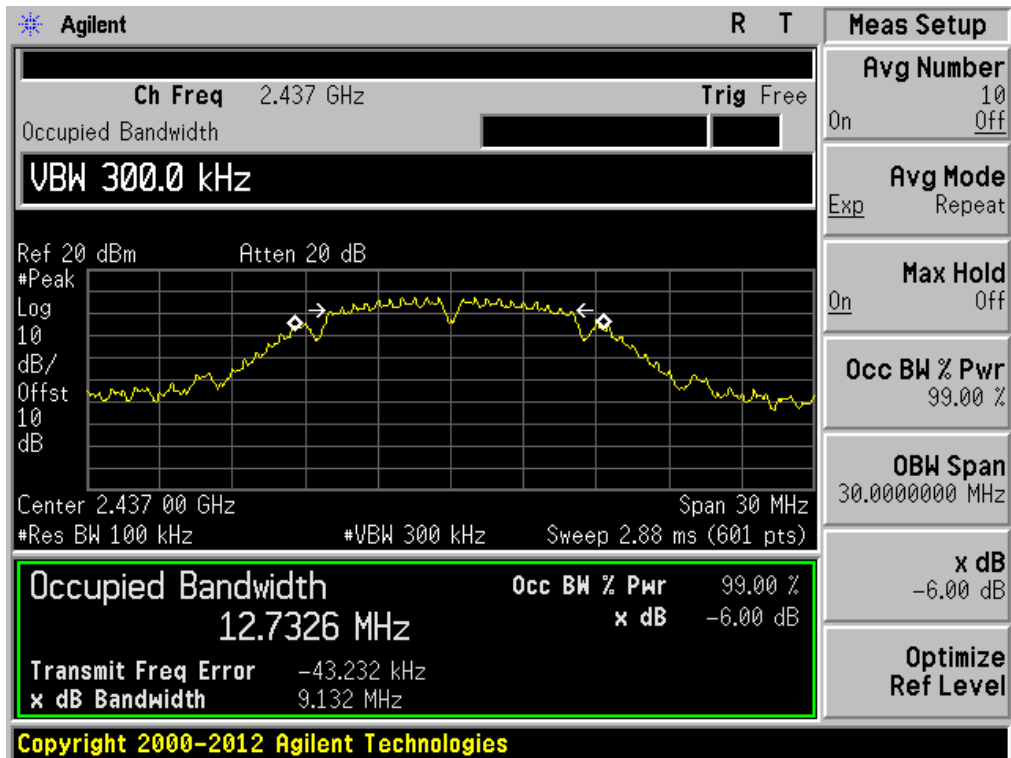 Agilent R T
Ch Freq 2.437 GHz Trig Free
Occupied Bandwidth
VBW 300.0 kHz
Ref 20 dBm Atten 20 dB
#Peak
Log
10
dB/
Offst
10
dB
Center 2.437 00 GHz Span 30 MHz
#Res BW 100 kHz #VBW 300 kHz Sweep 2.88 ms (601 pts)
Occupied Bandwidth Occ BW % Pwr 99.00 %
12.7326 MHz x dB -6.00 dB
Transmit Freq Error -43.232 kHz
x dB Bandwidth 9.132 MHz
Copyright 2000-2012 Agilent Technologies
Meas Setup
Avg Number
10
On Off
Avg Mode
Exp Repeat
Max Hold
On Off
Occ BW % Pwr
99.00 %
OBW Span
30.0000000 MHz
x dB
-6.00 dB
Optimize
Ref Level